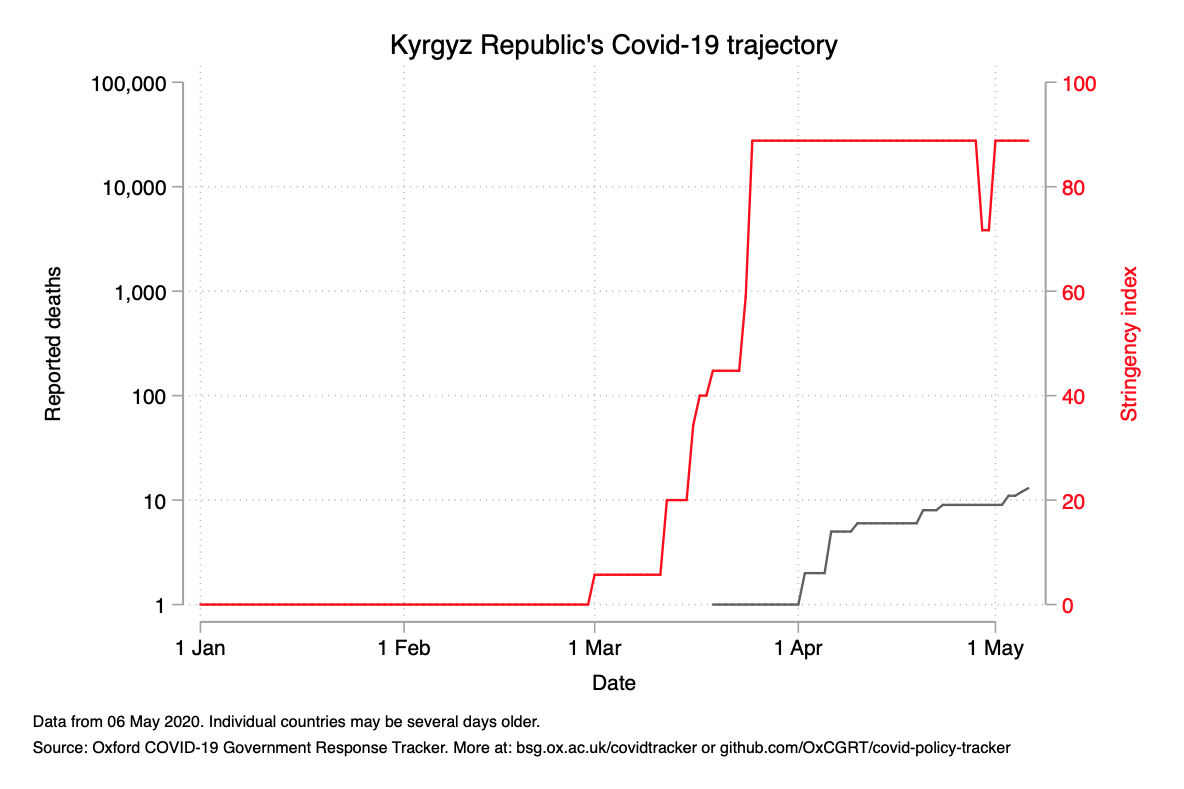 Kyrgyz Republic's Covid-19 trajectory
100,000
10,000
1,000
100
10
1
Reported deaths
100
80
60
40
20
0
Stringency index
1 Jan 1 Feb 1 Mar 1 Apr 1 May
Date
Data from 06 May 2020. Individual countries may be several days older.
Source: Oxford COVID-19 Government Response Tracker. More at: bsg.ox.ac.uk/covidtracker or github.com/OxCGRT/covid-policy-tracker